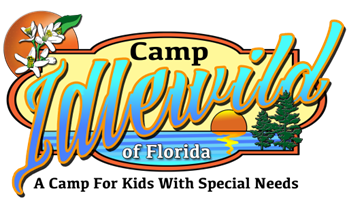 Camp
Idlewild
of Florida
A Camp For Kids With Special Needs